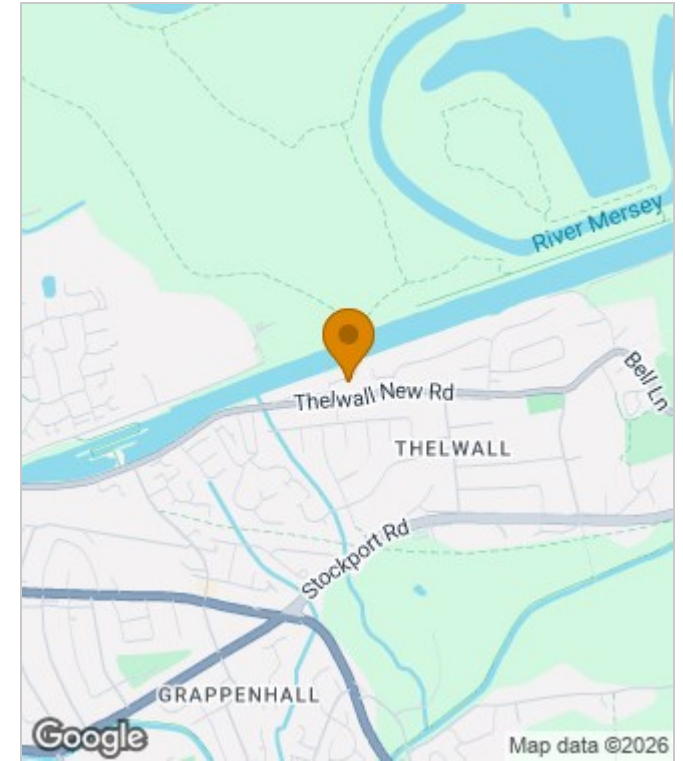 River Mersey
Thelwall New Rd
Bell Ln
THELWALL
Stockport Rd
GRAPPENHALL
Google
Map data ©2026